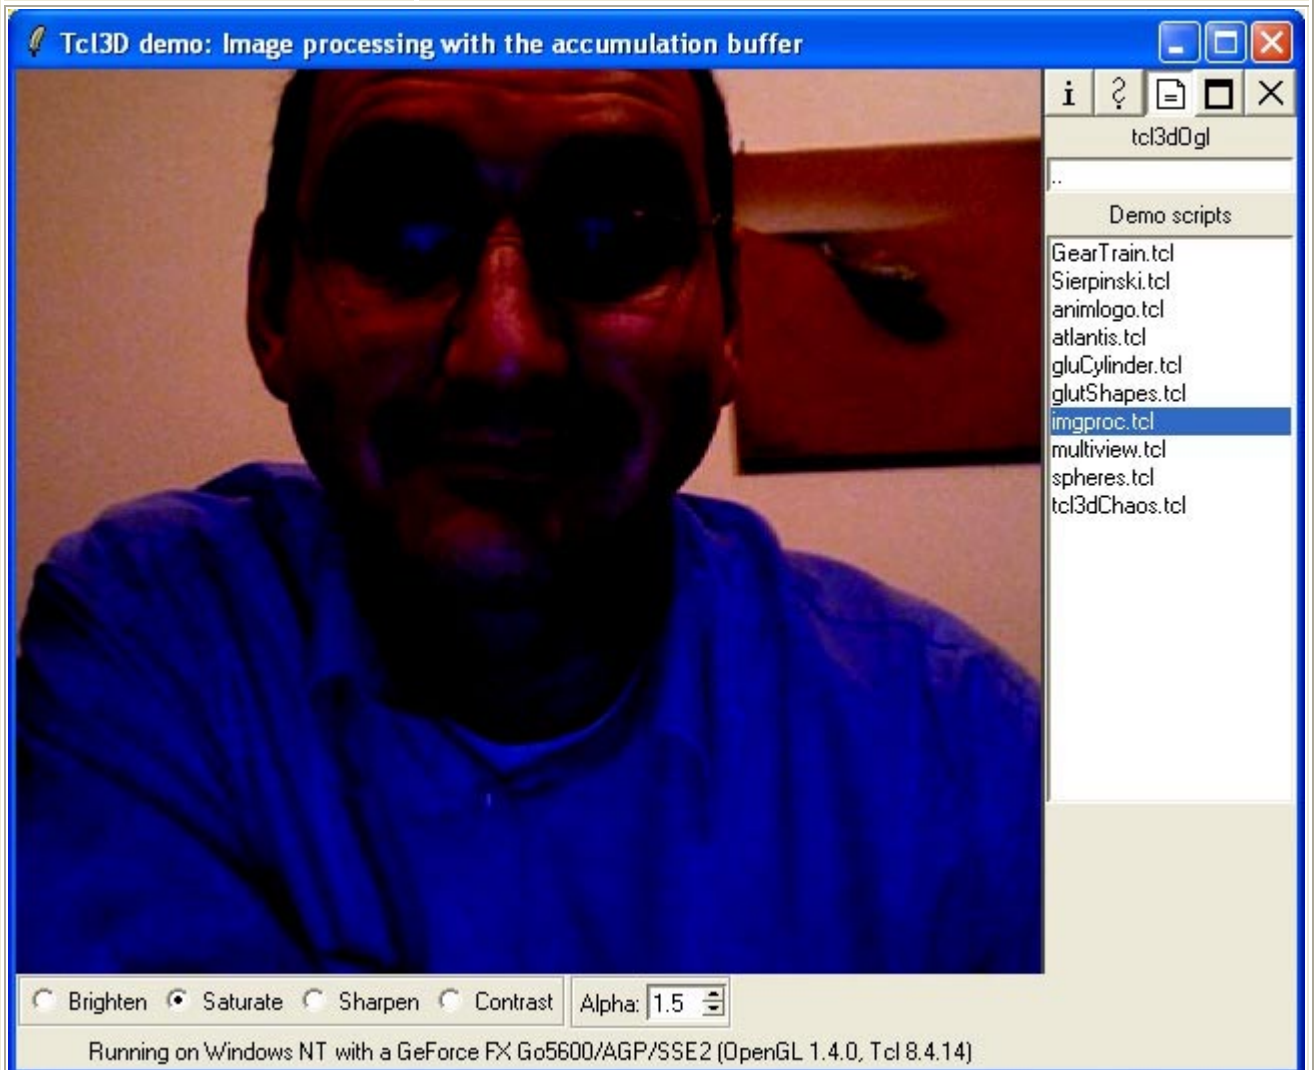 Tcl3D demo: Image processing with the accumulation buffer
i ?
tcl3dOgl
..
Demo scripts
GearTrain.tcl
Sierpinski.tcl
animlogo.tcl
atlantis.tcl
gluCylinder.tcl
glutShapes.tcl
imgproc.tcl
multiview.tcl
spheres.tcl
tcl3dChaos.tcl
Brighten Saturate Sharpen Contrast Alpha: 1.5
Running on Windows NT with a GeForce FX Go5600/AGP/SSE2 (OpenGL 1.4.0, Tcl 8.4.14)